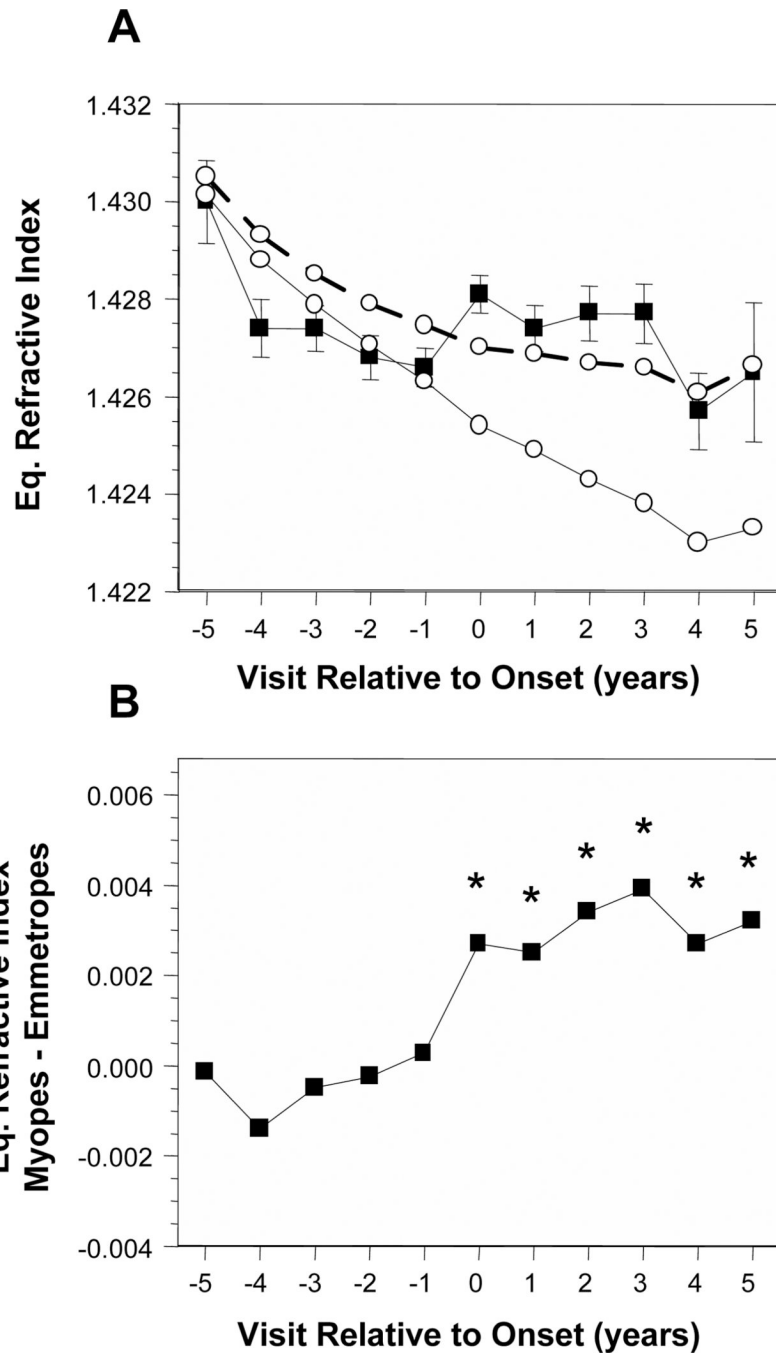 A
1.432
1.430
1.428
1.426
1.424
1.422
Eq. Refractive Index
-5 -4 -3 -2 -1 0 1 2 3 4 5
Visit Relative to Onset (years)
B
0.006
0.004
0.002
0.000
-0.002
-0.004
Eq. Refractive Index
Myopes - Emmetropes
* * * * * *
-5 -4 -3 -2 -1 0 1 2 3 4 5
Visit Relative to Onset (years)